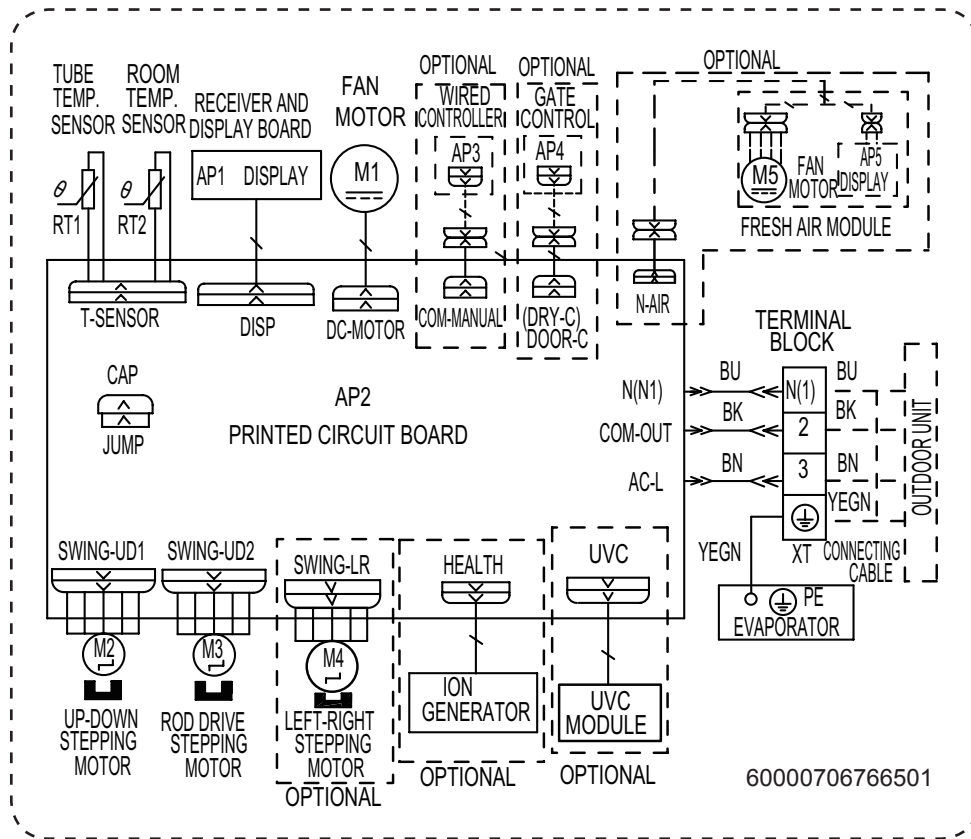 TUBE
TEMP.
SENSOR
ROOM
TEMP.
SENSOR
RECEIVER AND
DISPLAY BOARD
FAN
MOTOR
OPTIONAL
WIRED
CONTROLLER
OPTIONAL
GATE
CONTROL
OPTIONAL
θ
RT1
θ
RT2
AP1 DISPLAY
M1
AP3
AP4
M5
FAN
MOTOR
AP5
DISPLAY
FRESH AIR MODULE
T-SENSOR
DISP
DC-MOTOR
COM-MANUAL
(DRY-C)
DOOR-C
N-AIR
TERMINAL
BLOCK
CAP
JUMP
AP2
PRINTED CIRCUIT BOARD
N(N1)
BU
N(1)
BU
COM-OUT
BK
2
BK
AC-L
BN
3
BN
YEGN
OUTDOOR UNIT
YEGN
XT
CONNECTING
CABLE
PE
EVAPORATOR
SWING-UD1
SWING-UD2
SWING-LR
HEALTH
UVC
M2
M3
M4
UP-DOWN
STEPPING
MOTOR
ROD DRIVE
STEPPING
MOTOR
LEFT-RIGHT
STEPPING
MOTOR
OPTIONAL
ION
GENERATOR
OPTIONAL
UVC
MODULE
OPTIONAL
60000706766501